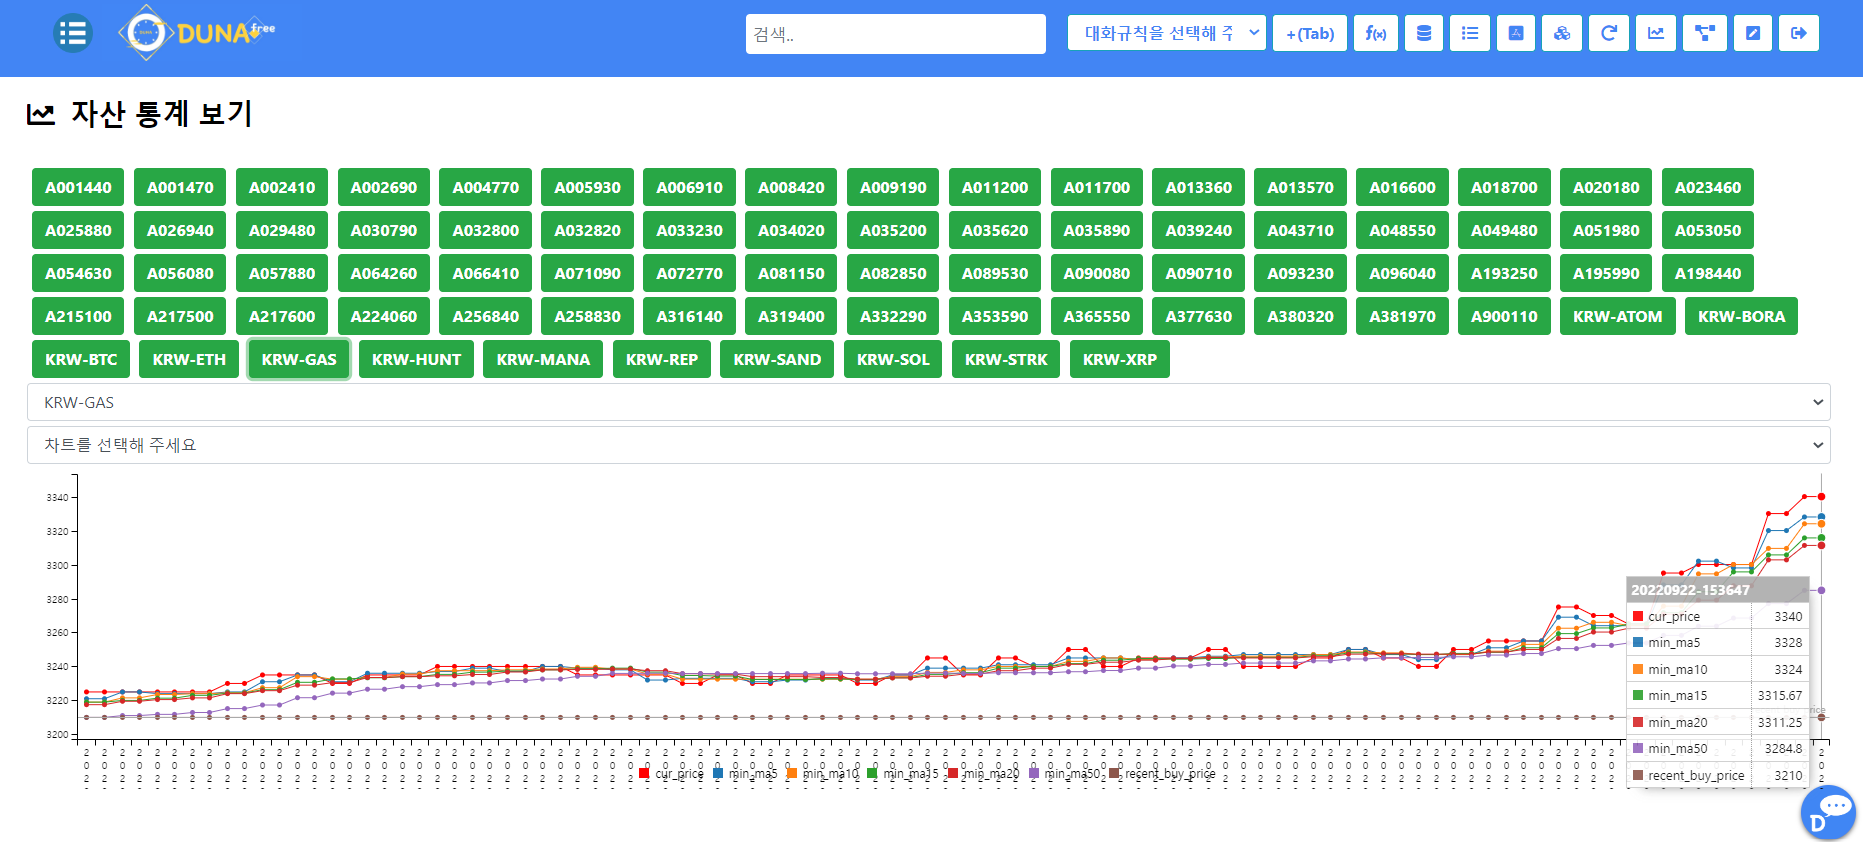 DUNA free
검색..
대화규칙을 선택해 주
+(Tab)
f(x)
자산 통계 보기
A001440 A001470 A002410 A002690 A004770 A005930 A006910 A008420 A009190 A011200 A011700 A013360 A013570 A016600 A018700 A020180 A023460
A025880 A026940 A029480 A030790 A032800 A032820 A033230 A034020 A035200 A035620 A035890 A039240 A043710 A048550 A049480 A051980 A053050
A054630 A056080 A057880 A064260 A066410 A071090 A072770 A081150 A082850 A089530 A090080 A090710 A093230 A096040 A193250 A195990 A198440
A215100 A217500 A217600 A224060 A256840 A258830 A316140 A319400 A332290 A353590 A365550 A377630 A380320 A381970 A900110 KRW-ATOM KRW-BORA
KRW-BTC KRW-ETH KRW-GAS KRW-HUNT KRW-MANA KRW-REP KRW-SAND KRW-SOL KRW-STRK KRW-XRP
KRW-GAS
차트를 선택해 주세요
3340
3320
3300
3280
3260
3240
3220
3200
20220922-153647
cur_price 3340
min_ma5 3328
min_ma10 3324
min_ma15 3315.67
min_ma20 3311.25
min_ma50 3284.8
recent_buy_price 3210
cur_price min_ma5 min_ma10 min_ma15 min_ma20 min_ma50 recent_buy_price
D